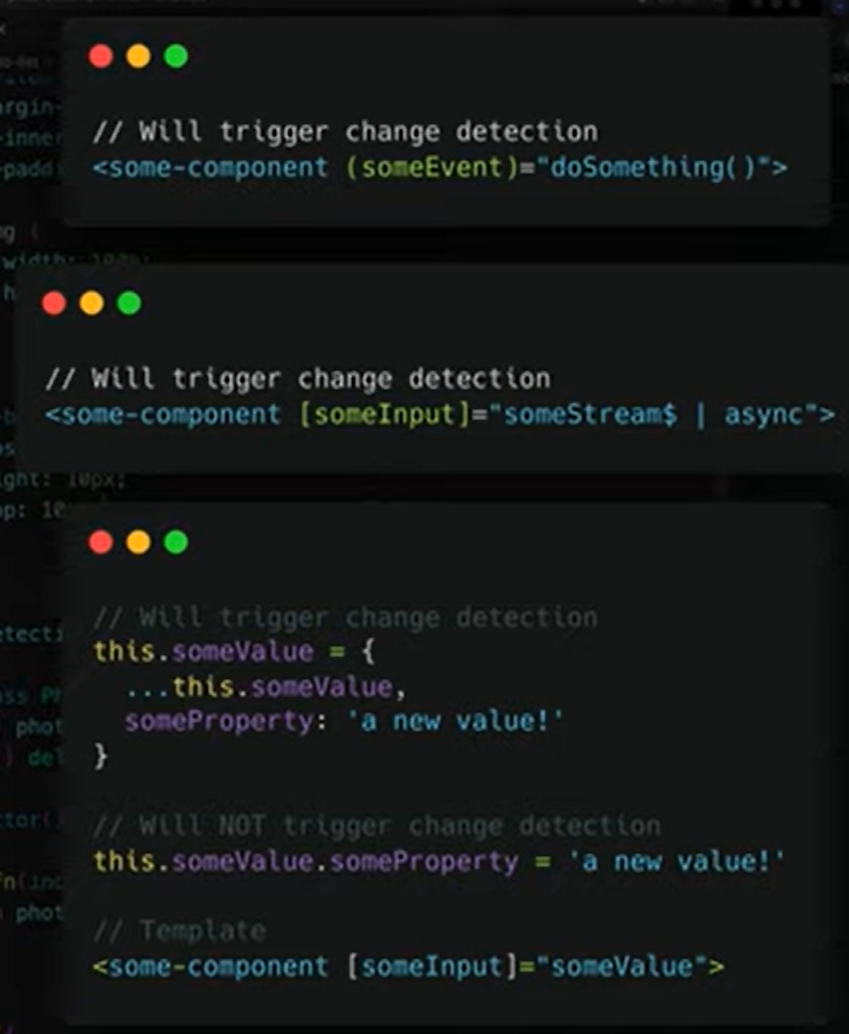 // Will trigger change detection
<some-component (someEvent)="doSomething()">
// Will trigger change detection
<some-component [someInput]="someStream$ | async">
// Will trigger change detection
this.someValue = {
...this.someValue,
someProperty: 'a new value!'
}
// Will NOT trigger change detection
this.someValue.someProperty = 'a new value!'
// Template
<some-component [someInput]="someValue">